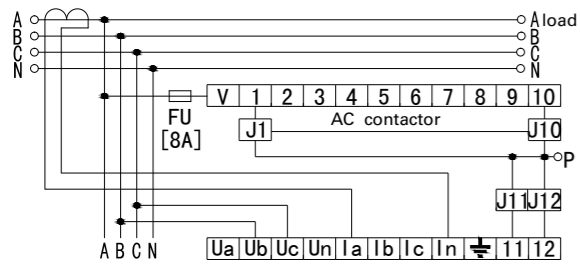 A A load
B B
C C
N N
V 1 2 3 4 5 6 7 8 9 10
FU
[8A]
J1 AC contactor J10
P
J11 J12
A B C N
Ua Ub Uc Un Ia Ib Ic In 11 12